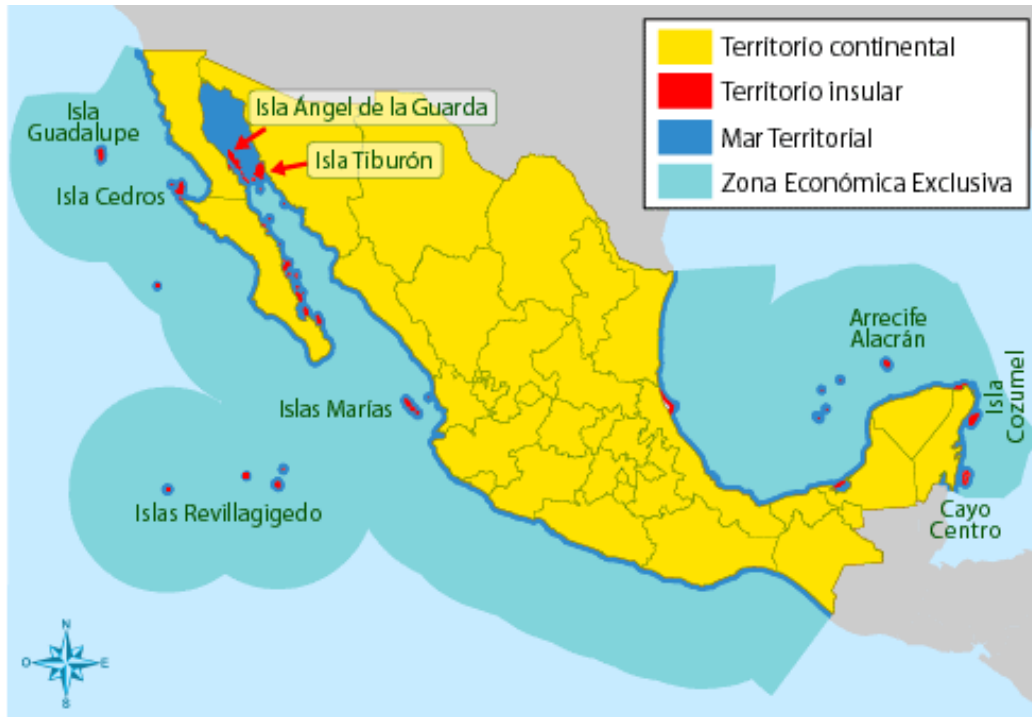 Territorio continental
Territorio insular
Mar Territorial
Zona Económica Exclusiva
Isla
Guadalupe
Isla Ángel de la Guarda
Isla Tiburón
Isla Cedros
Arrecife
Alacrán
Isla
Cozumel
Islas Marías
Islas Revillagigedo
Cayo
Centro
N
O
E
S